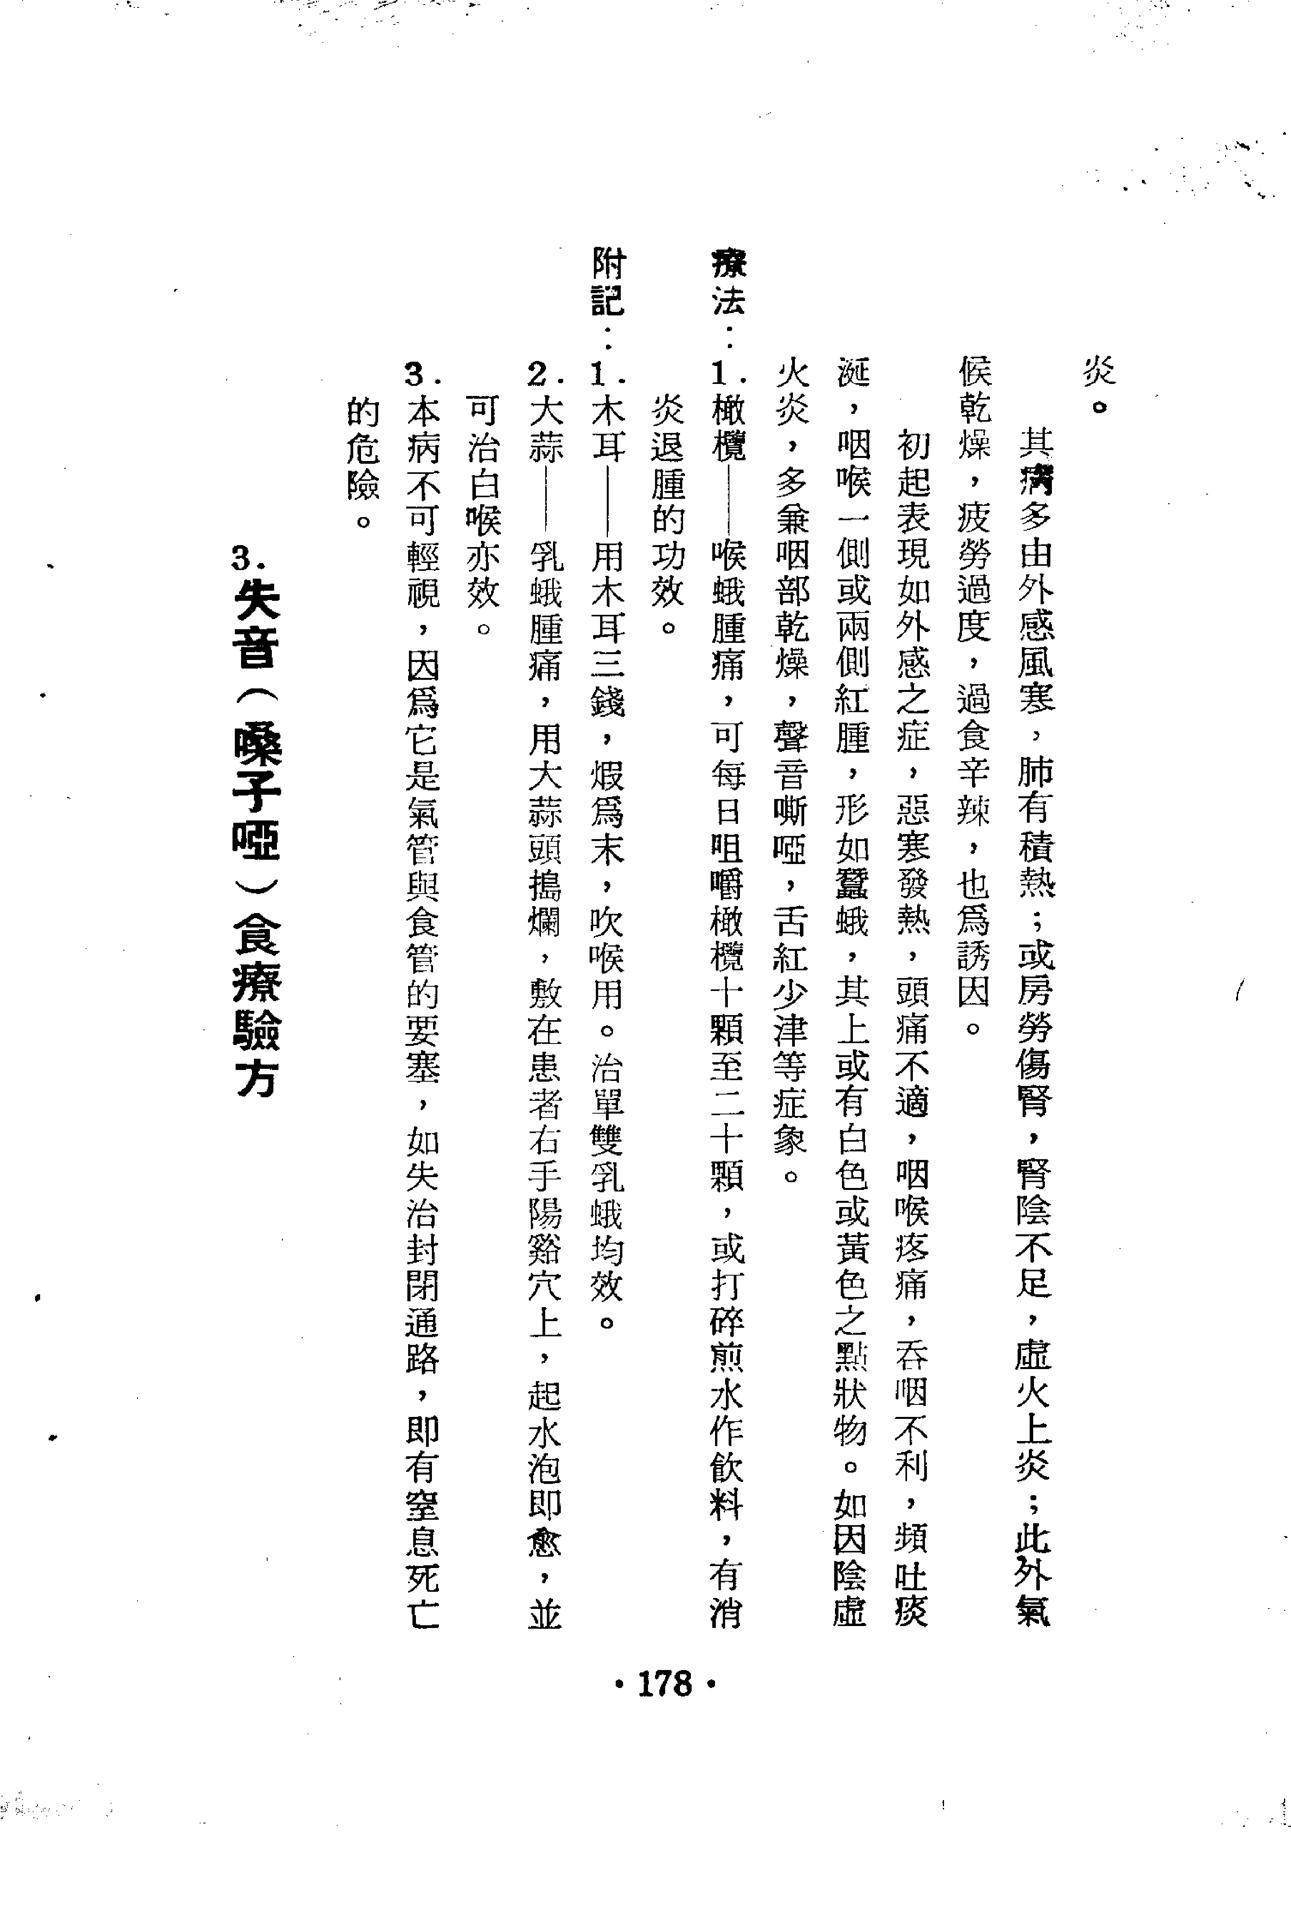 炎。
其病多由外感風寒，肺有積熱；或房勞傷腎，腎陰不足，虛火上炎；此外氣
候乾燥，疲勞過度，過食辛辣，也爲誘因。
初起表現如外感之症，惡寒發熱，頭痛不適，咽喉疼痛，吞咽不利，頻吐痰
涎，咽喉一側或兩側紅腫，形如蠶蛾，其上或有白色或黃色之點狀物。如因陰虛
火炎，多兼咽部乾燥，聲音嘶啞，舌紅少津等症象。
療法：1.橄欖——喉蛾腫痛，可每日咀嚼橄欖十顆至二十顆，或打碎煎水作飲料，有消
炎退腫的功效。
附記：1.木耳——用木耳三錢，煅爲末，吹喉用。治單雙乳蛾均效。
2.大蒜——乳蛾腫痛，用大蒜頭搗爛，敷在患者右手陽谿穴上，起水泡即愈，並
可治白喉亦效。
3.本病不可輕視，因爲它是氣管與食管的要塞，如失治封閉通路，即有窒息死亡
的危險。
3.失音（嗓子啞）食療驗方
·178·